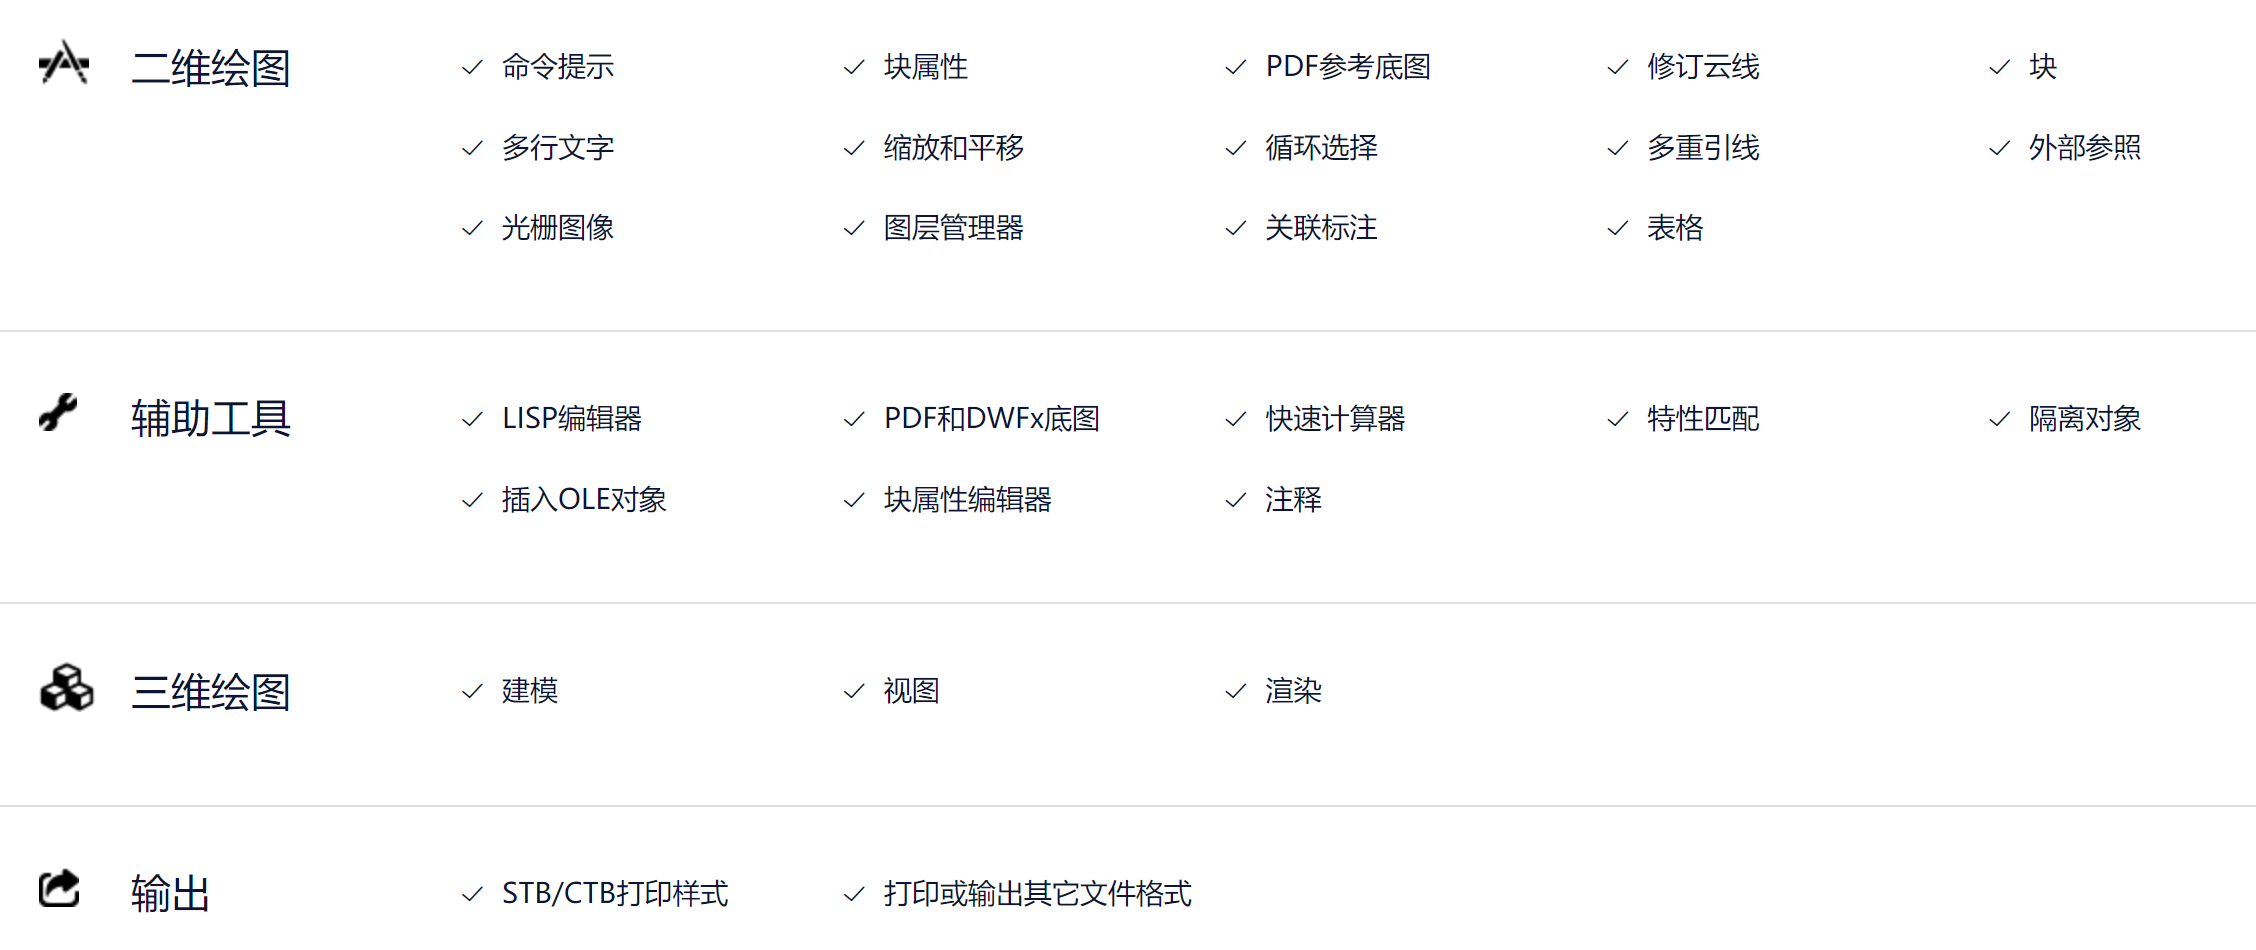 二维绘图 命令提示 块属性 PDF参考底图 修订云线 块
多行文字 缩放和平移 循环选择 多重引线 外部参照
光栅图像 图层管理器 关联标注 表格
辅助工具 LISP编辑器 PDF和DWFx底图 快速计算器 特性匹配 隔离对象
插入OLE对象 块属性编辑器 注释
三维绘图 建模 视图 渲染
输出 STB/CTB打印样式 打印或输出其它文件格式